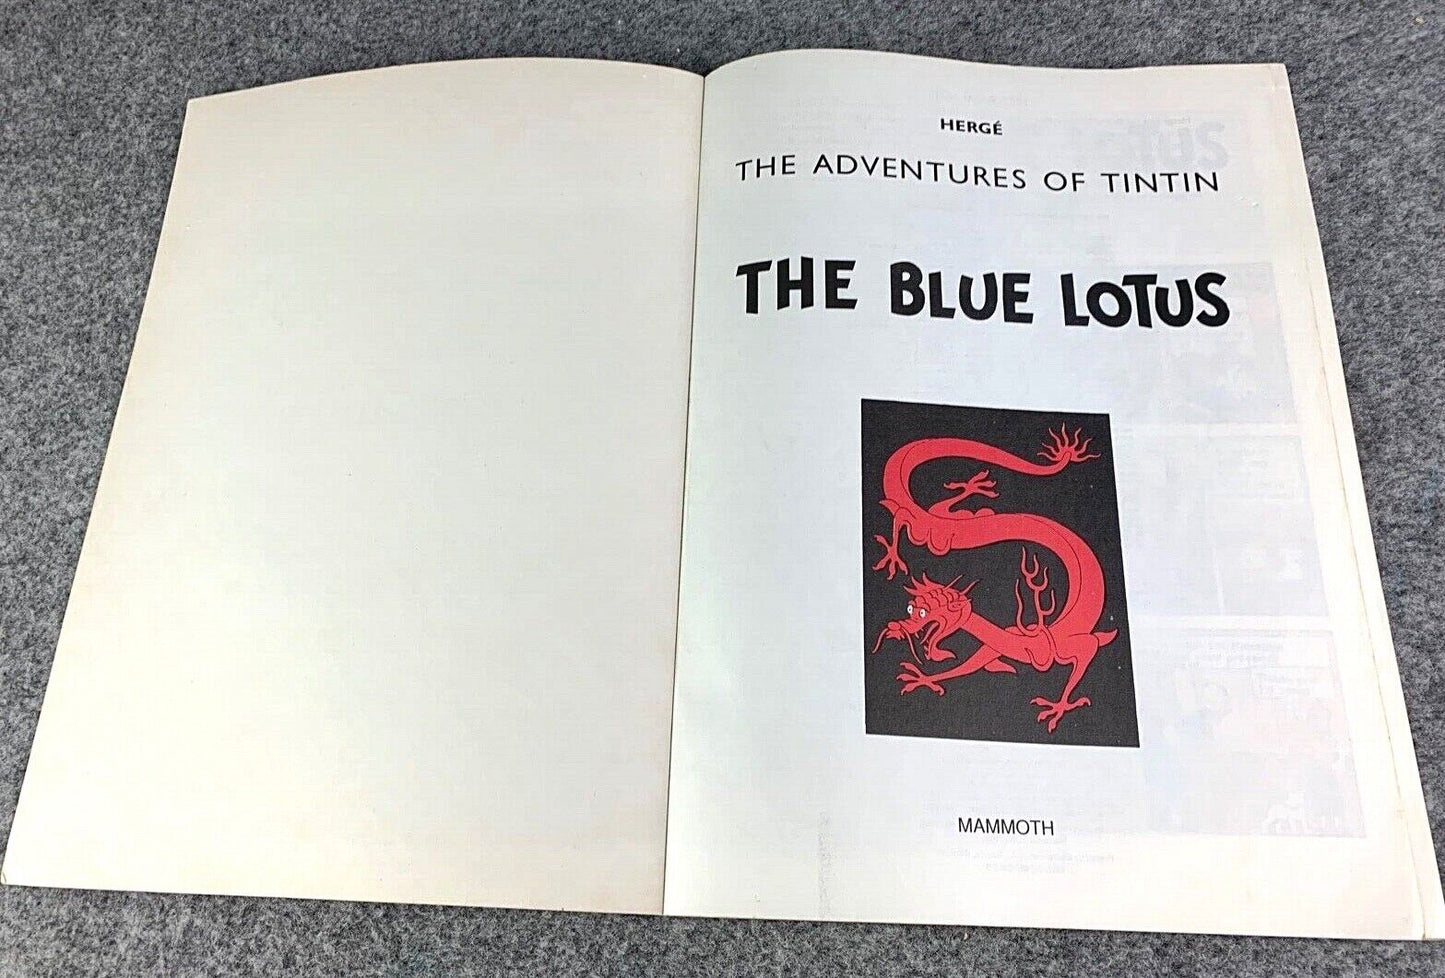 HERGÉ
THE ADVENTURES OF TINTIN
THE BLUE LOTUS
MAMMOTH